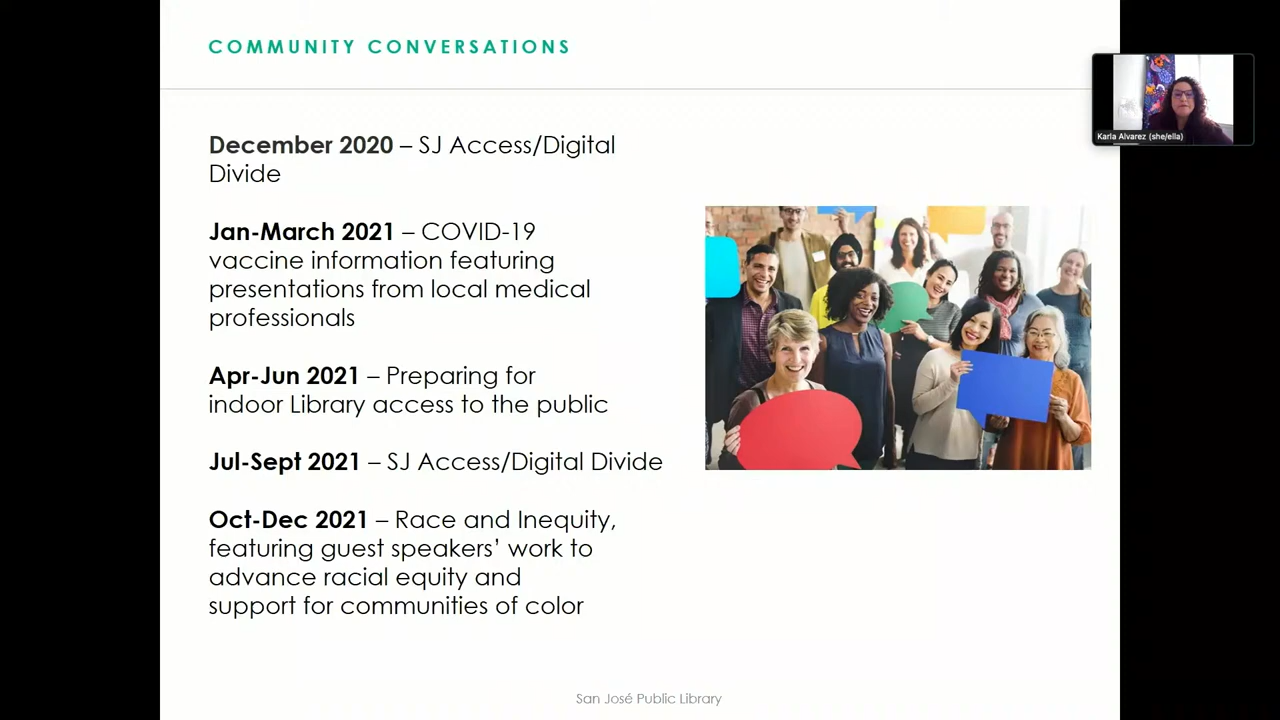 COMMUNITY CONVERSATIONS
Karla Alvarez (she/ella)
December 2020 – SJ Access/Digital
Divide
Jan-March 2021 – COVID-19
vaccine information featuring
presentations from local medical
professionals
Apr-Jun 2021 – Preparing for
indoor Library access to the public
Jul-Sept 2021 – SJ Access/Digital Divide
Oct-Dec 2021 – Race and Inequity,
featuring guest speakers’ work to
advance racial equity and
support for communities of color
San José Public Library